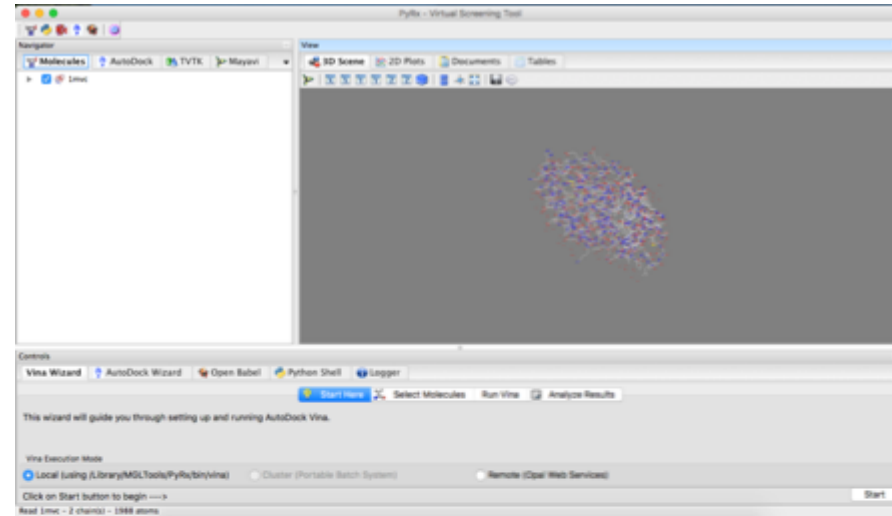 PyRx - Virtual Screening Tool
Navigator
View
Molecules AutoDock TVTK Mayavi
3D Scene 2D Plots Documents Tables
1mvc
Controls
Vina Wizard AutoDock Wizard Open Babel Python Shell Logger
Start Here Select Molecules Run Vina Analyze Results
This wizard will guide you through setting up and running AutoDock Vina.
Vina Execution Mode
Local (using /Library/MGLTools/PyRx/bin/vina) Cluster (Portable Batch System) Remote (Opal Web Services)
Click on Start button to begin ---->
Start
Read 1mvc - 2 chain(s) - 1988 atoms